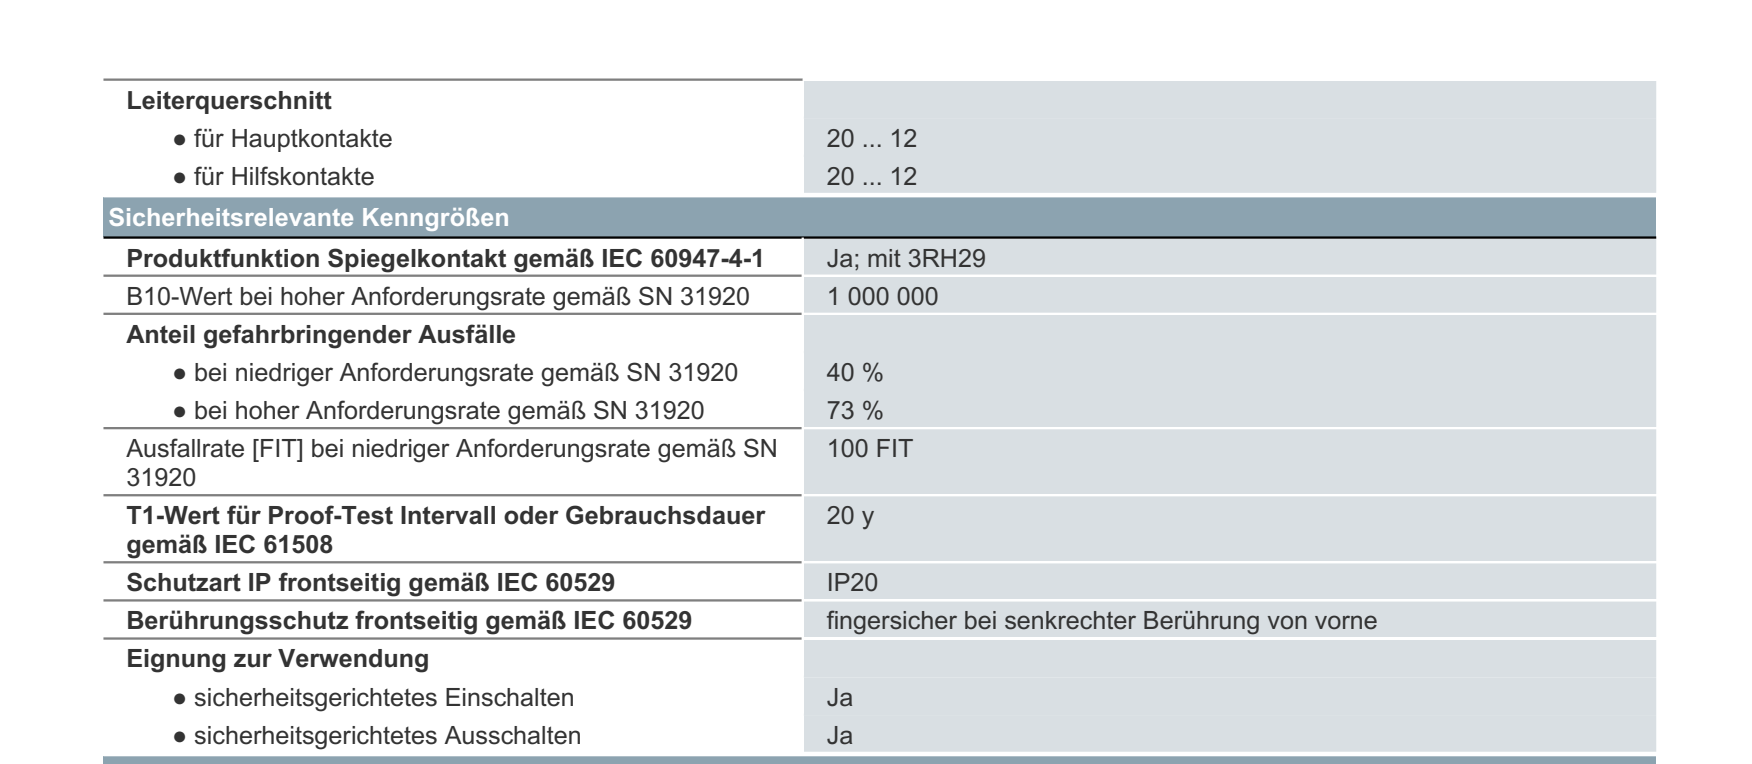 Leiterquerschnitt
● für Hauptkontakte 20 ... 12
● für Hilfskontakte 20 ... 12
Sicherheitsrelevante Kenngrößen
Produktfunktion Spiegelkontakt gemäß IEC 60947-4-1 Ja; mit 3RH29
B10-Wert bei hoher Anforderungsrate gemäß SN 31920 1 000 000
Anteil gefahrbringender Ausfälle
● bei niedriger Anforderungsrate gemäß SN 31920 40 %
● bei hoher Anforderungsrate gemäß SN 31920 73 %
Ausfallrate [FIT] bei niedriger Anforderungsrate gemäß SN 100 FIT
31920
T1-Wert für Proof-Test Intervall oder Gebrauchsdauer 20 y
gemäß IEC 61508
Schutzart IP frontseitig gemäß IEC 60529 IP20
Berührungsschutz frontseitig gemäß IEC 60529 fingersicher bei senkrechter Berührung von vorne
Eignung zur Verwendung
● sicherheitsgerichtetes Einschalten Ja
● sicherheitsgerichtetes Ausschalten Ja